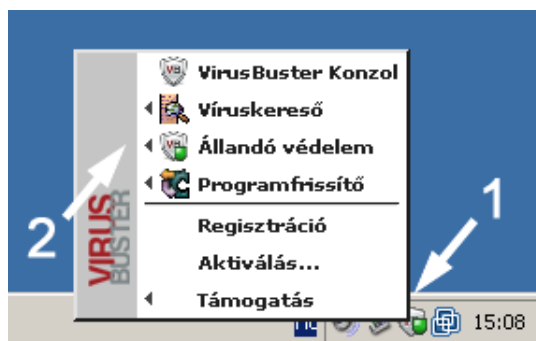 VirusBuster Konzol
Víruskereső
Állandó védelem
Programfrissítő
Regisztráció
Aktiválás...
Támogatás
VIRUS
BUSTER
1
2
15:08